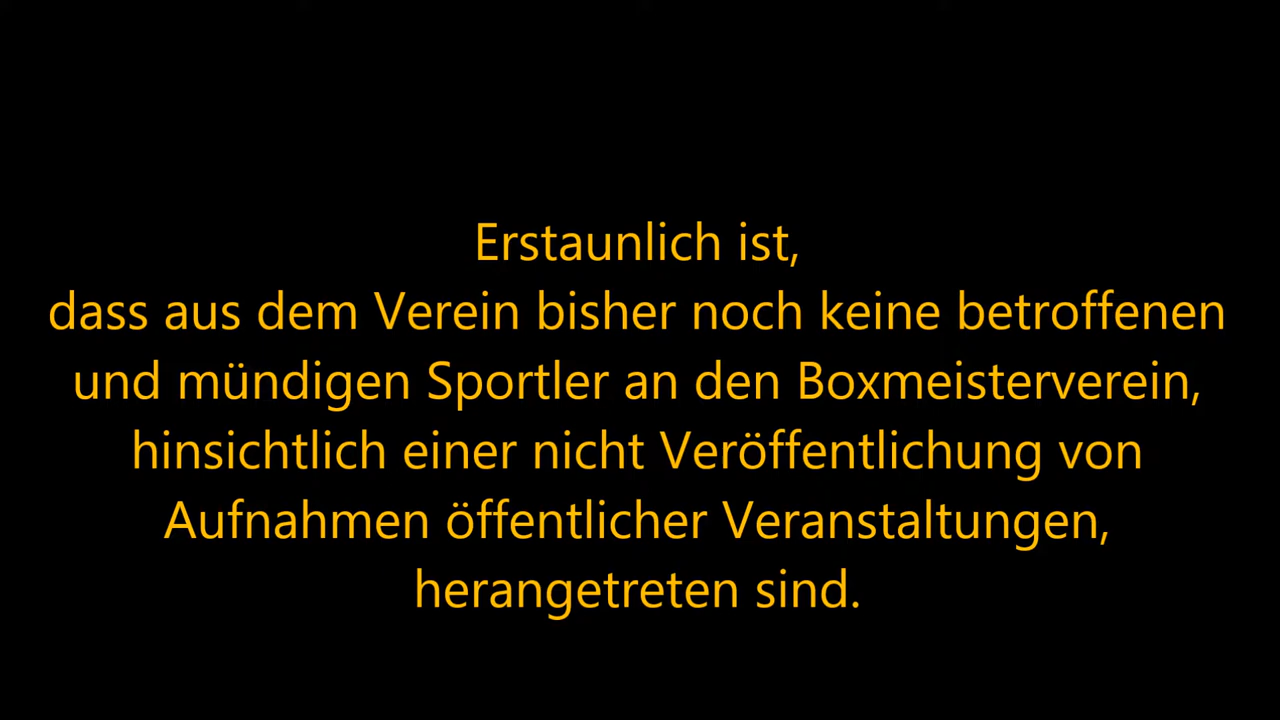 Erstaunlich ist,
dass aus dem Verein bisher noch keine betroffenen
und mündigen Sportler an den Boxmeisterverein,
hinsichtlich einer nicht Veröffentlichung von
Aufnahmen öffentlicher Veranstaltungen,
herangetreten sind.